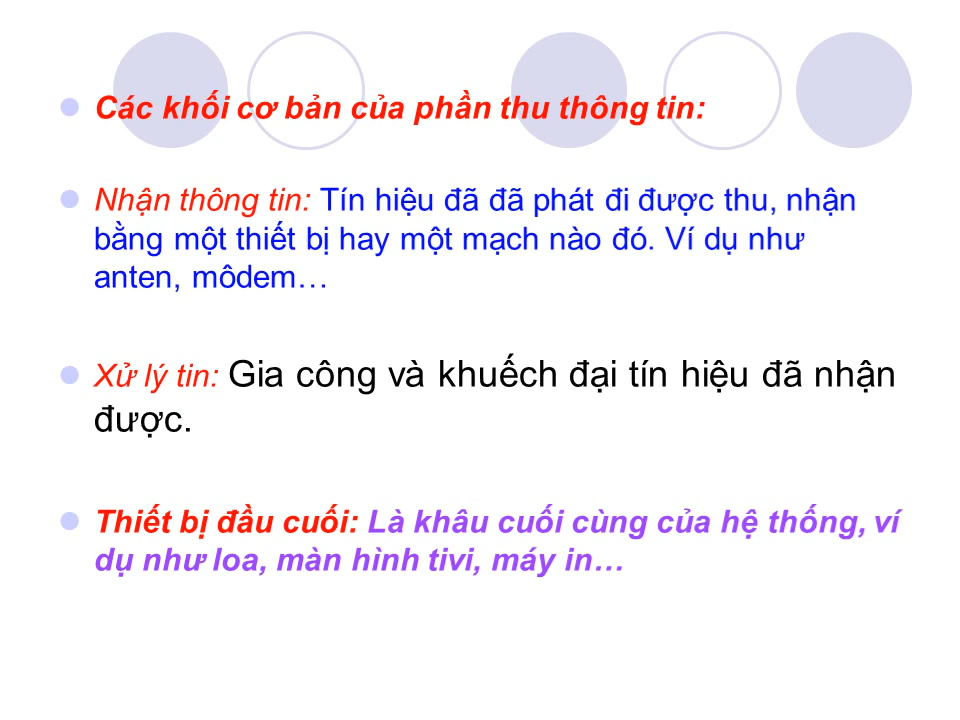 Các khối cơ bản của phần thu thông tin:
Nhận thông tin: Tín hiệu đã đã phát đi được thu, nhận
bằng một thiết bị hay một mạch nào đó. Ví dụ như
anten, môdem…
Xử lý tin: Gia công và khuếch đại tín hiệu đã nhận
được.
Thiết bị đầu cuối: Là khâu cuối cùng của hệ thống, ví
dụ như loa, màn hình tivi, máy in…